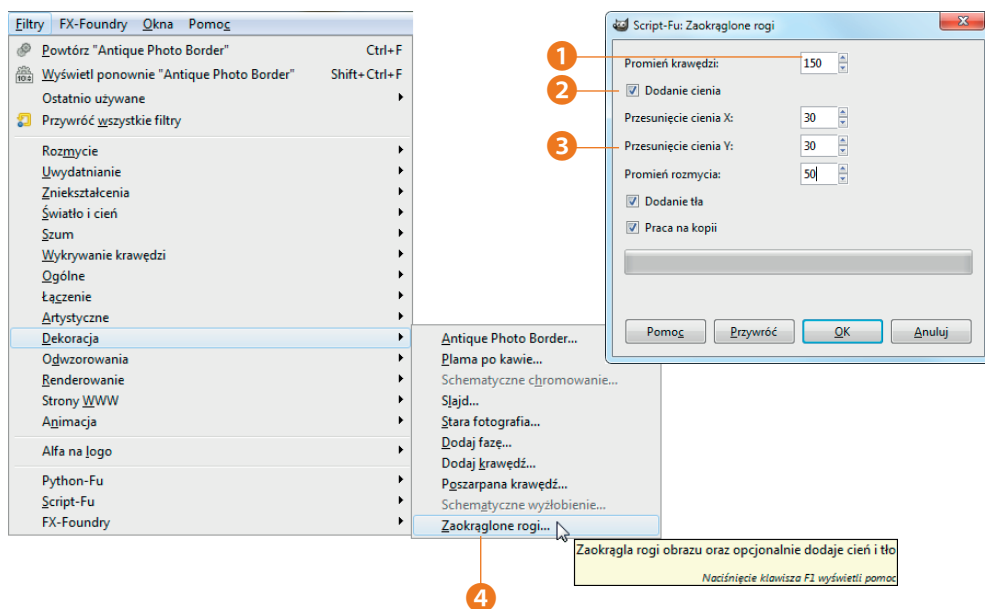 Filtry FX-Foundry Okna Pomoc
Powtórz "Antique Photo Border" Ctrl+F
Wyświetl ponownie "Antique Photo Border" Shift+Ctrl+F
Ostatnio używane
Przywróć wszystkie filtry
Rozmycie
Uwydatnianie
Zniekształcenia
Światło i cień
Szum
Wykrywanie krawędzi
Ogólne
Łączenie
Artystyczne
Dekoracja
Odwzorowania
Renderowanie
Strony WWW
Animacja
Alfa na logo
Python-Fu
Script-Fu
FX-Foundry
Antique Photo Border...
Plama po kawie...
Schematyczne chromowanie...
Slajd...
Stara fotografia...
Dodaj fazę...
Dodaj krawędź...
Poszarpana krawędź...
Schematyczne wyżłobienie...
Zaokrąglone rogi...
Zaokrągla rogi obrazu oraz opcjonalnie dodaje cień i tło
Naciśnięcie klawisza F1 wyświetli pomoc
4
Script-Fu: Zaokrąglone rogi
1
Promień krawędzi: 150
2
Dodanie cienia
Przesunięcie cienia X: 30
3
Przesunięcie cienia Y: 30
Promień rozmycia: 50
Dodanie tła
Praca na kopii
Pomoc Przywróć OK Anuluj